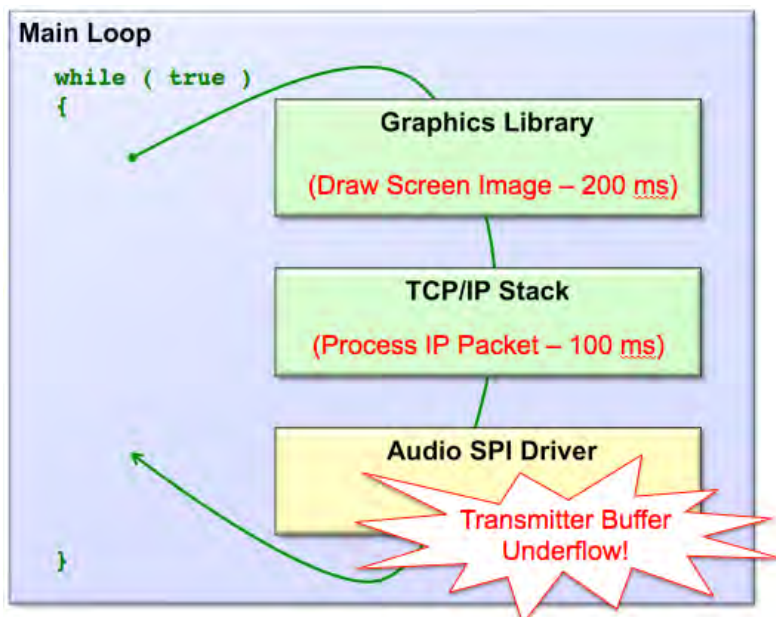 Main Loop
while ( true )
{
Graphics Library
(Draw Screen Image – 200 ms)
TCP/IP Stack
(Process IP Packet – 100 ms)
Audio SPI Driver
Transmitter Buffer
Underflow!
}